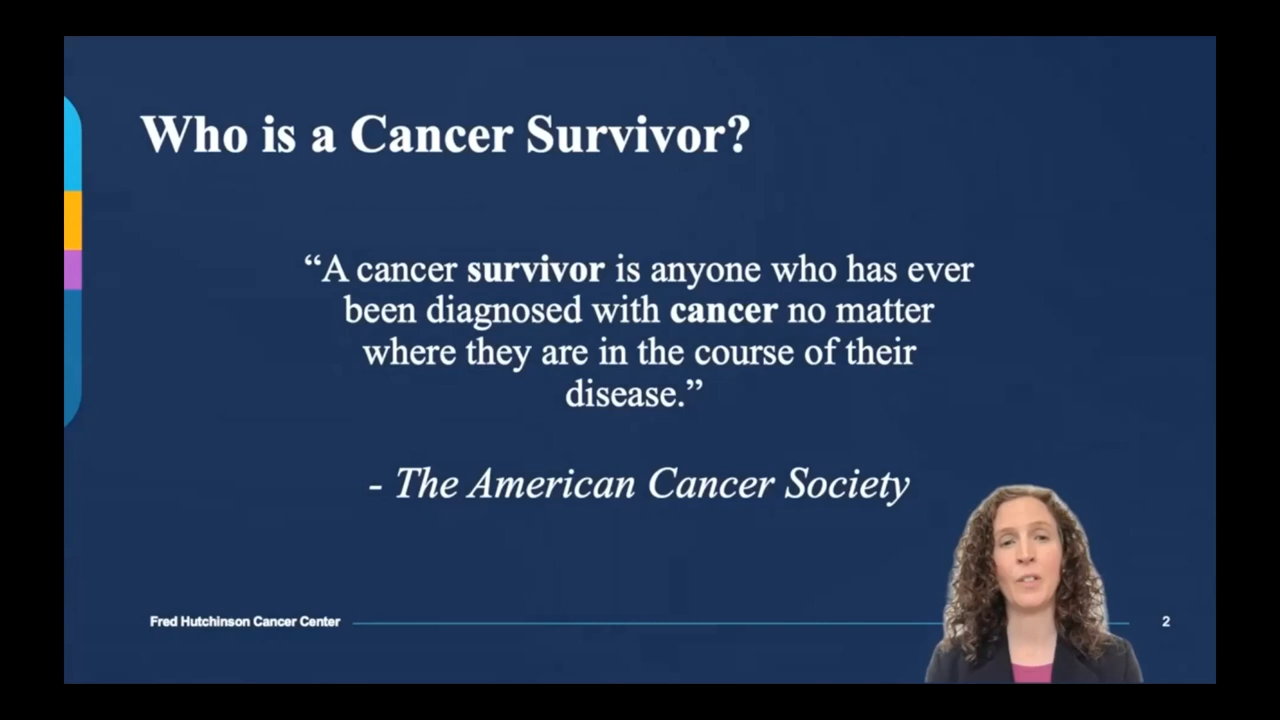 Who is a Cancer Survivor?
“A cancer survivor is anyone who has ever
been diagnosed with cancer no matter
where they are in the course of their
disease.”
- The American Cancer Society
Fred Hutchinson Cancer Center
2